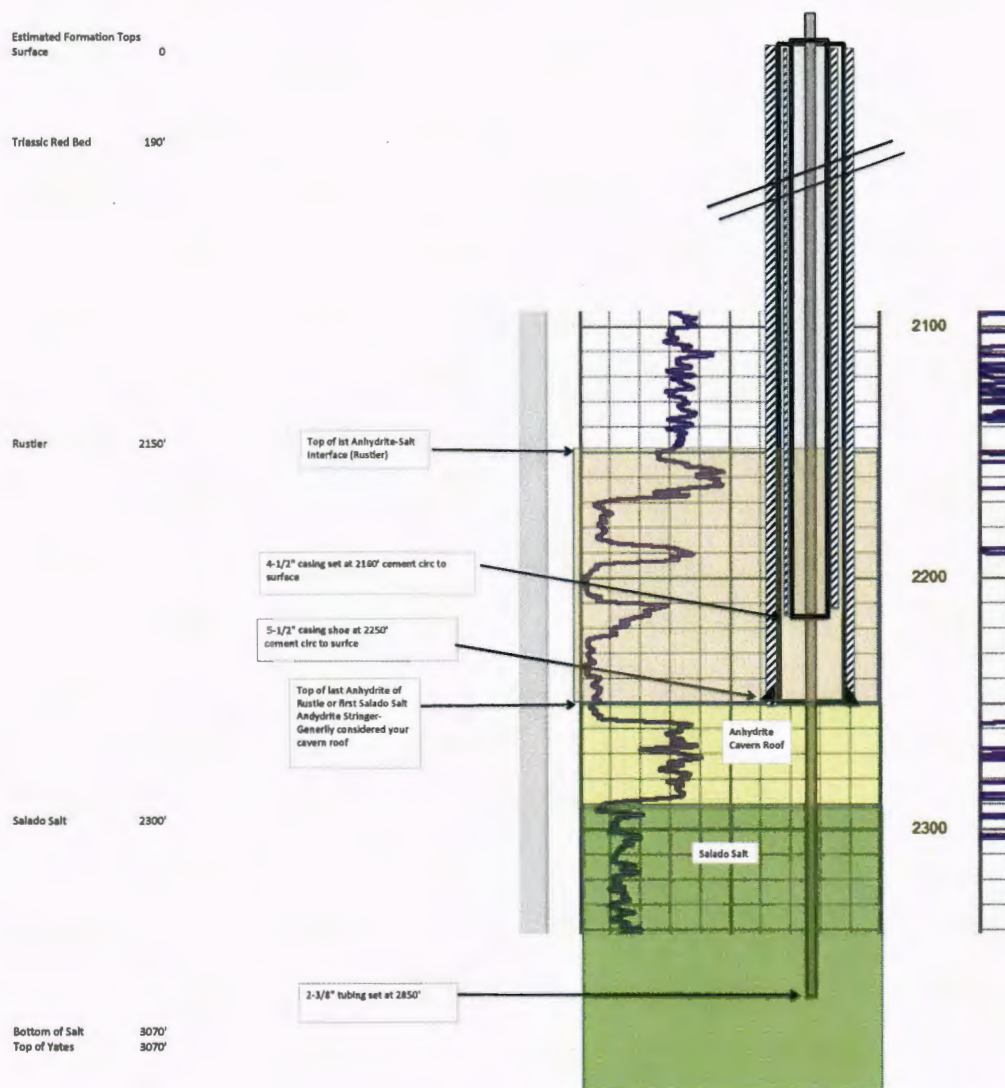 Estimated Formation Tops
Surface 0
Triassic Red Bed 190'
Rustler 2150'
Salado Salt 2300'
Bottom of Salt 3070'
Top of Yates 3070'
Top of ist Anhydrite-Salt
Interface (Rustler)
4-1/2" casing set at 2160' cement circ to
surface
5-1/2" casing shoe at 2250'
cement circ to surfce
Top of last Anhydrite of
Rustle or first Salado Salt
Andydrite Stringer-
Generlly considered your
cavern roof
2-3/8" tubing set at 2850'
Anhydrite
Cavern Roof
Salado Salt
2100
2200
2300